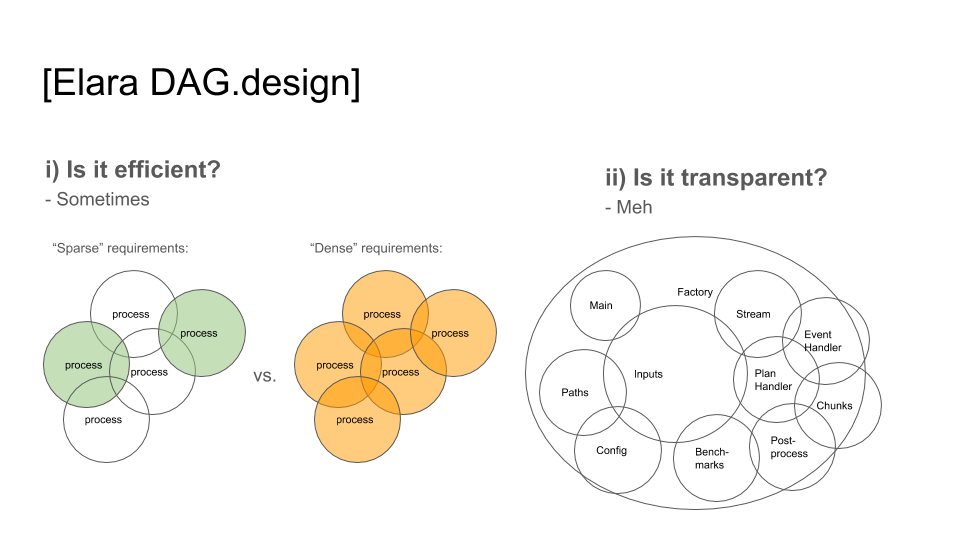 [Elara DAG.design]
i) Is it efficient?
- Sometimes
“Sparse” requirements:
process
process
process
process
process
vs.
“Dense” requirements:
process
process
process
process
process
ii) Is it transparent?
- Meh
Factory
Main
Stream
Event
Handler
Inputs
Plan
Handler
Paths
Chunks
Config
Bench-
marks
Post-
process